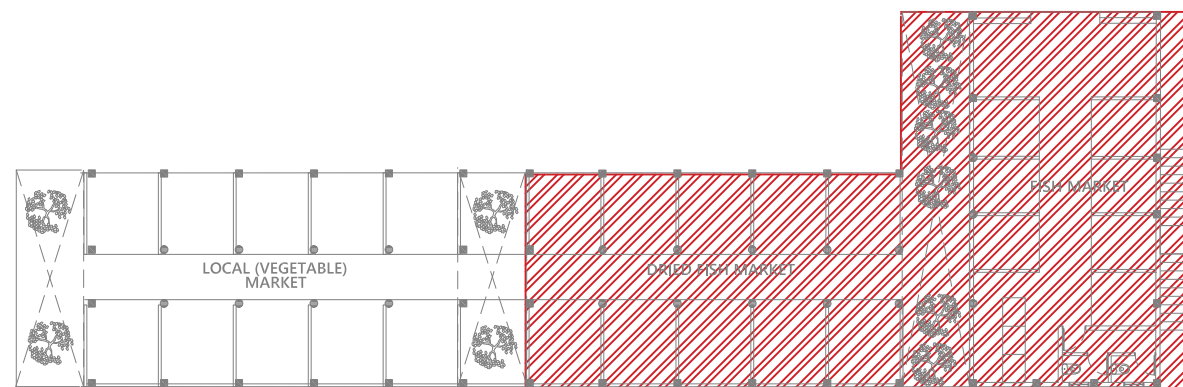 LOCAL (VEGETABLE)
MARKET
DRIED FISH MARKET
FISH MARKET